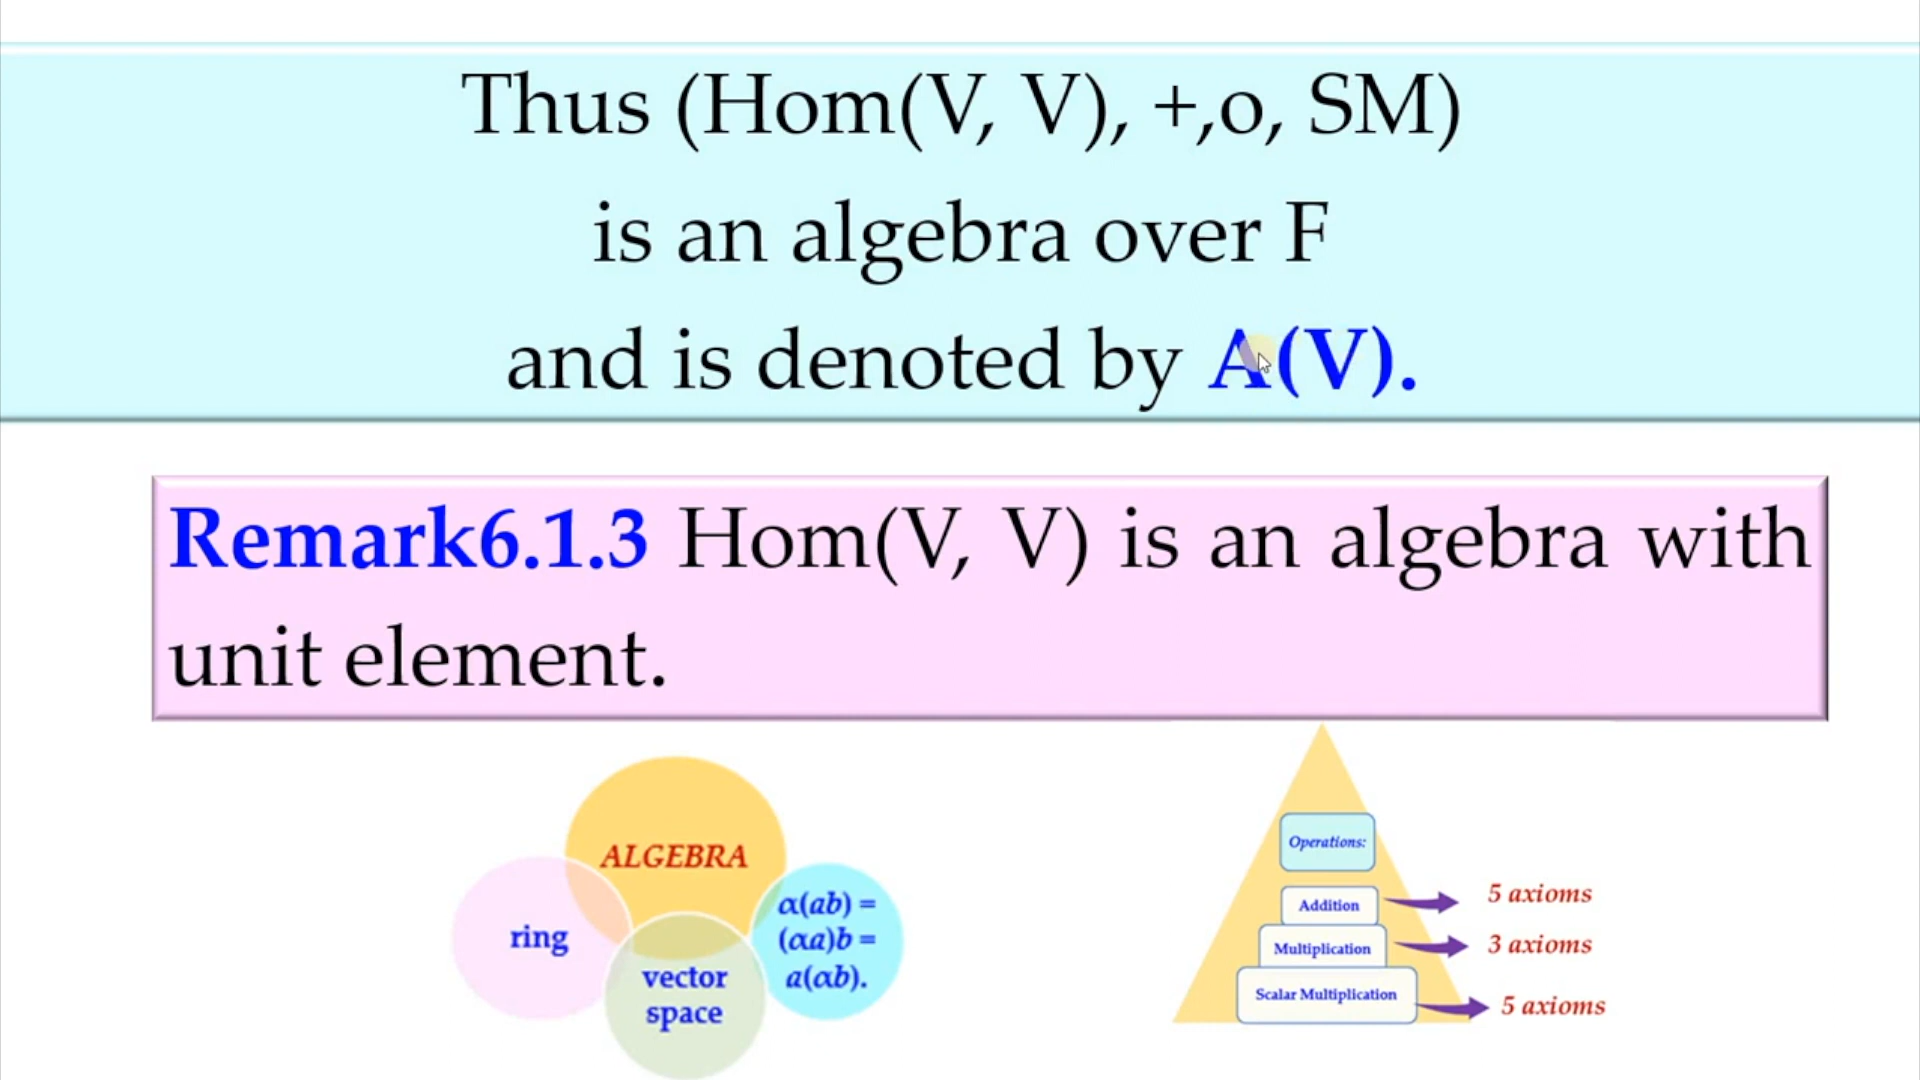 Thus (Hom(V, V), +,o, SM)
is an algebra over F
and is denoted by A(V).
Remark6.1.3 Hom(V, V) is an algebra with
unit element.
ALGEBRA
ring
vector
space
α(ab) =
(αa)b =
a(αb).
Operations:
Addition
5 axioms
Multiplication
3 axioms
Scalar Multiplication
5 axioms